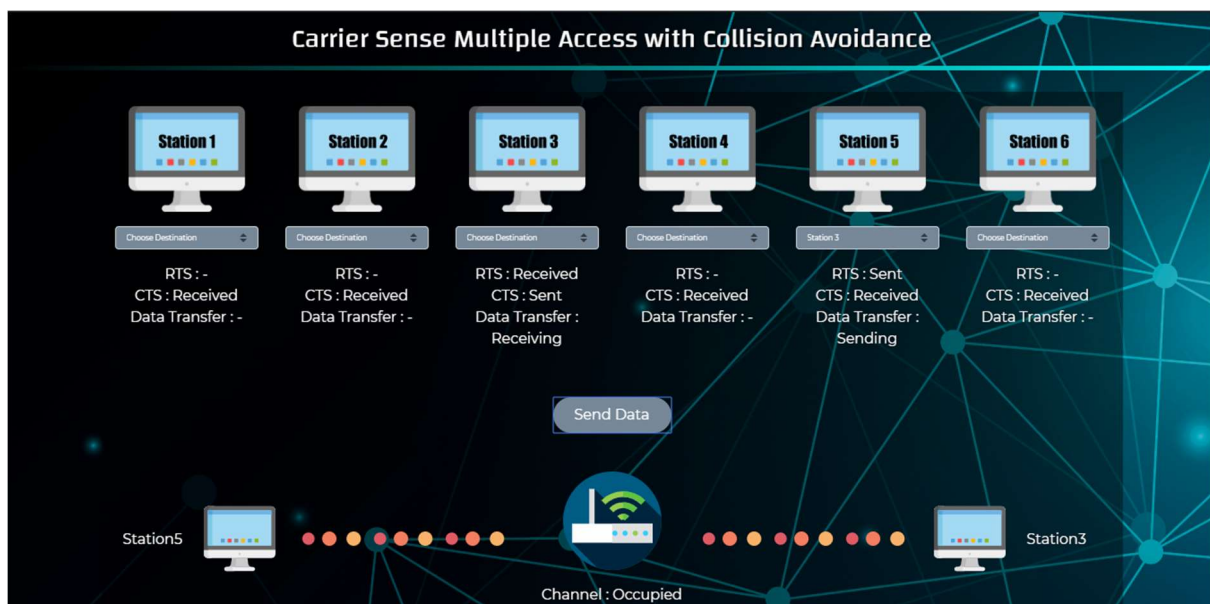 Carrier Sense Multiple Access with Collision Avoidance
Station 1
Station 2
Station 3
Station 4
Station 5
Station 6
Choose Destination
Choose Destination
Choose Destination
Choose Destination
Station 3
Choose Destination
RTS : -
CTS : Received
Data Transfer : -
RTS : -
CTS : Received
Data Transfer : -
RTS : Received
CTS : Sent
Data Transfer :
Receiving
RTS : -
CTS : Received
Data Transfer : -
RTS : Sent
CTS : Received
Data Transfer :
Sending
RTS : -
CTS : Received
Data Transfer : -
Send Data
Station5
Station3
Channel : Occupied